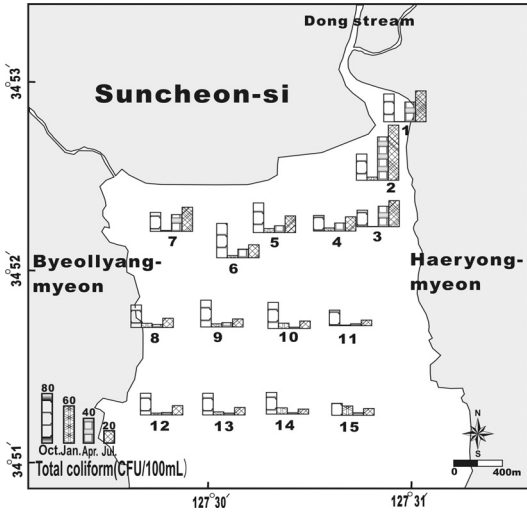 Dong stream
34°53'
Suncheon-si
1
2
3
4
5
7
6
34°52'
Byeollyang-
myeon
Haeryong-
myeon
8
9
10
11
80
60
40
20
Oct. Jan. Apr. Jul.
Total coliform(CFU/100mL)
12
13
14
15
N
S
0 400m
34°51'
127°30'
127°31'